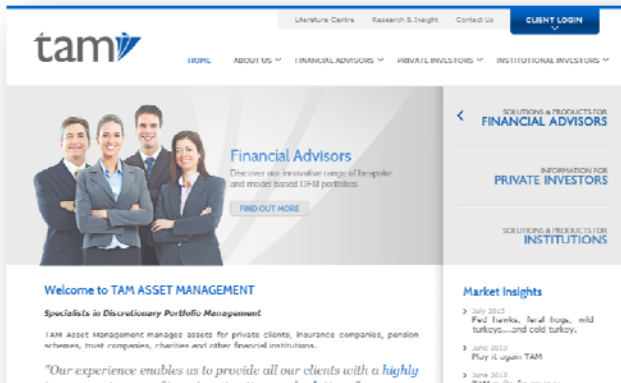 Literature Centre Research & Insight Contact Us CLIENT LOGIN
tam
HOME ABOUT US FINANCIAL ADVISORS PRIVATE INVESTORS INSTITUTIONAL INVESTORS
SOLUTIONS & PRODUCTS FOR
FINANCIAL ADVISORS
Financial Advisors
Discover our innovative range of bespoke
and model based DFM portfolios
FIND OUT MORE
INFORMATION FOR
PRIVATE INVESTORS
SOLUTIONS & PRODUCTS FOR
INSTITUTIONS
Welcome to TAM ASSET MANAGEMENT
Specialists in Discretionary Portfolio Management
TAM Asset Management manages assets for private clients, insurance companies, pension
schemes, trust companies, charities and other financial institutions.
"Our experience enables us to provide all our clients with a highly
Market Insights
July 2015
Fed hawks, feral hogs, wild
turkeys....and cold turkey.
June 2015
Play it again TAM
June 2015